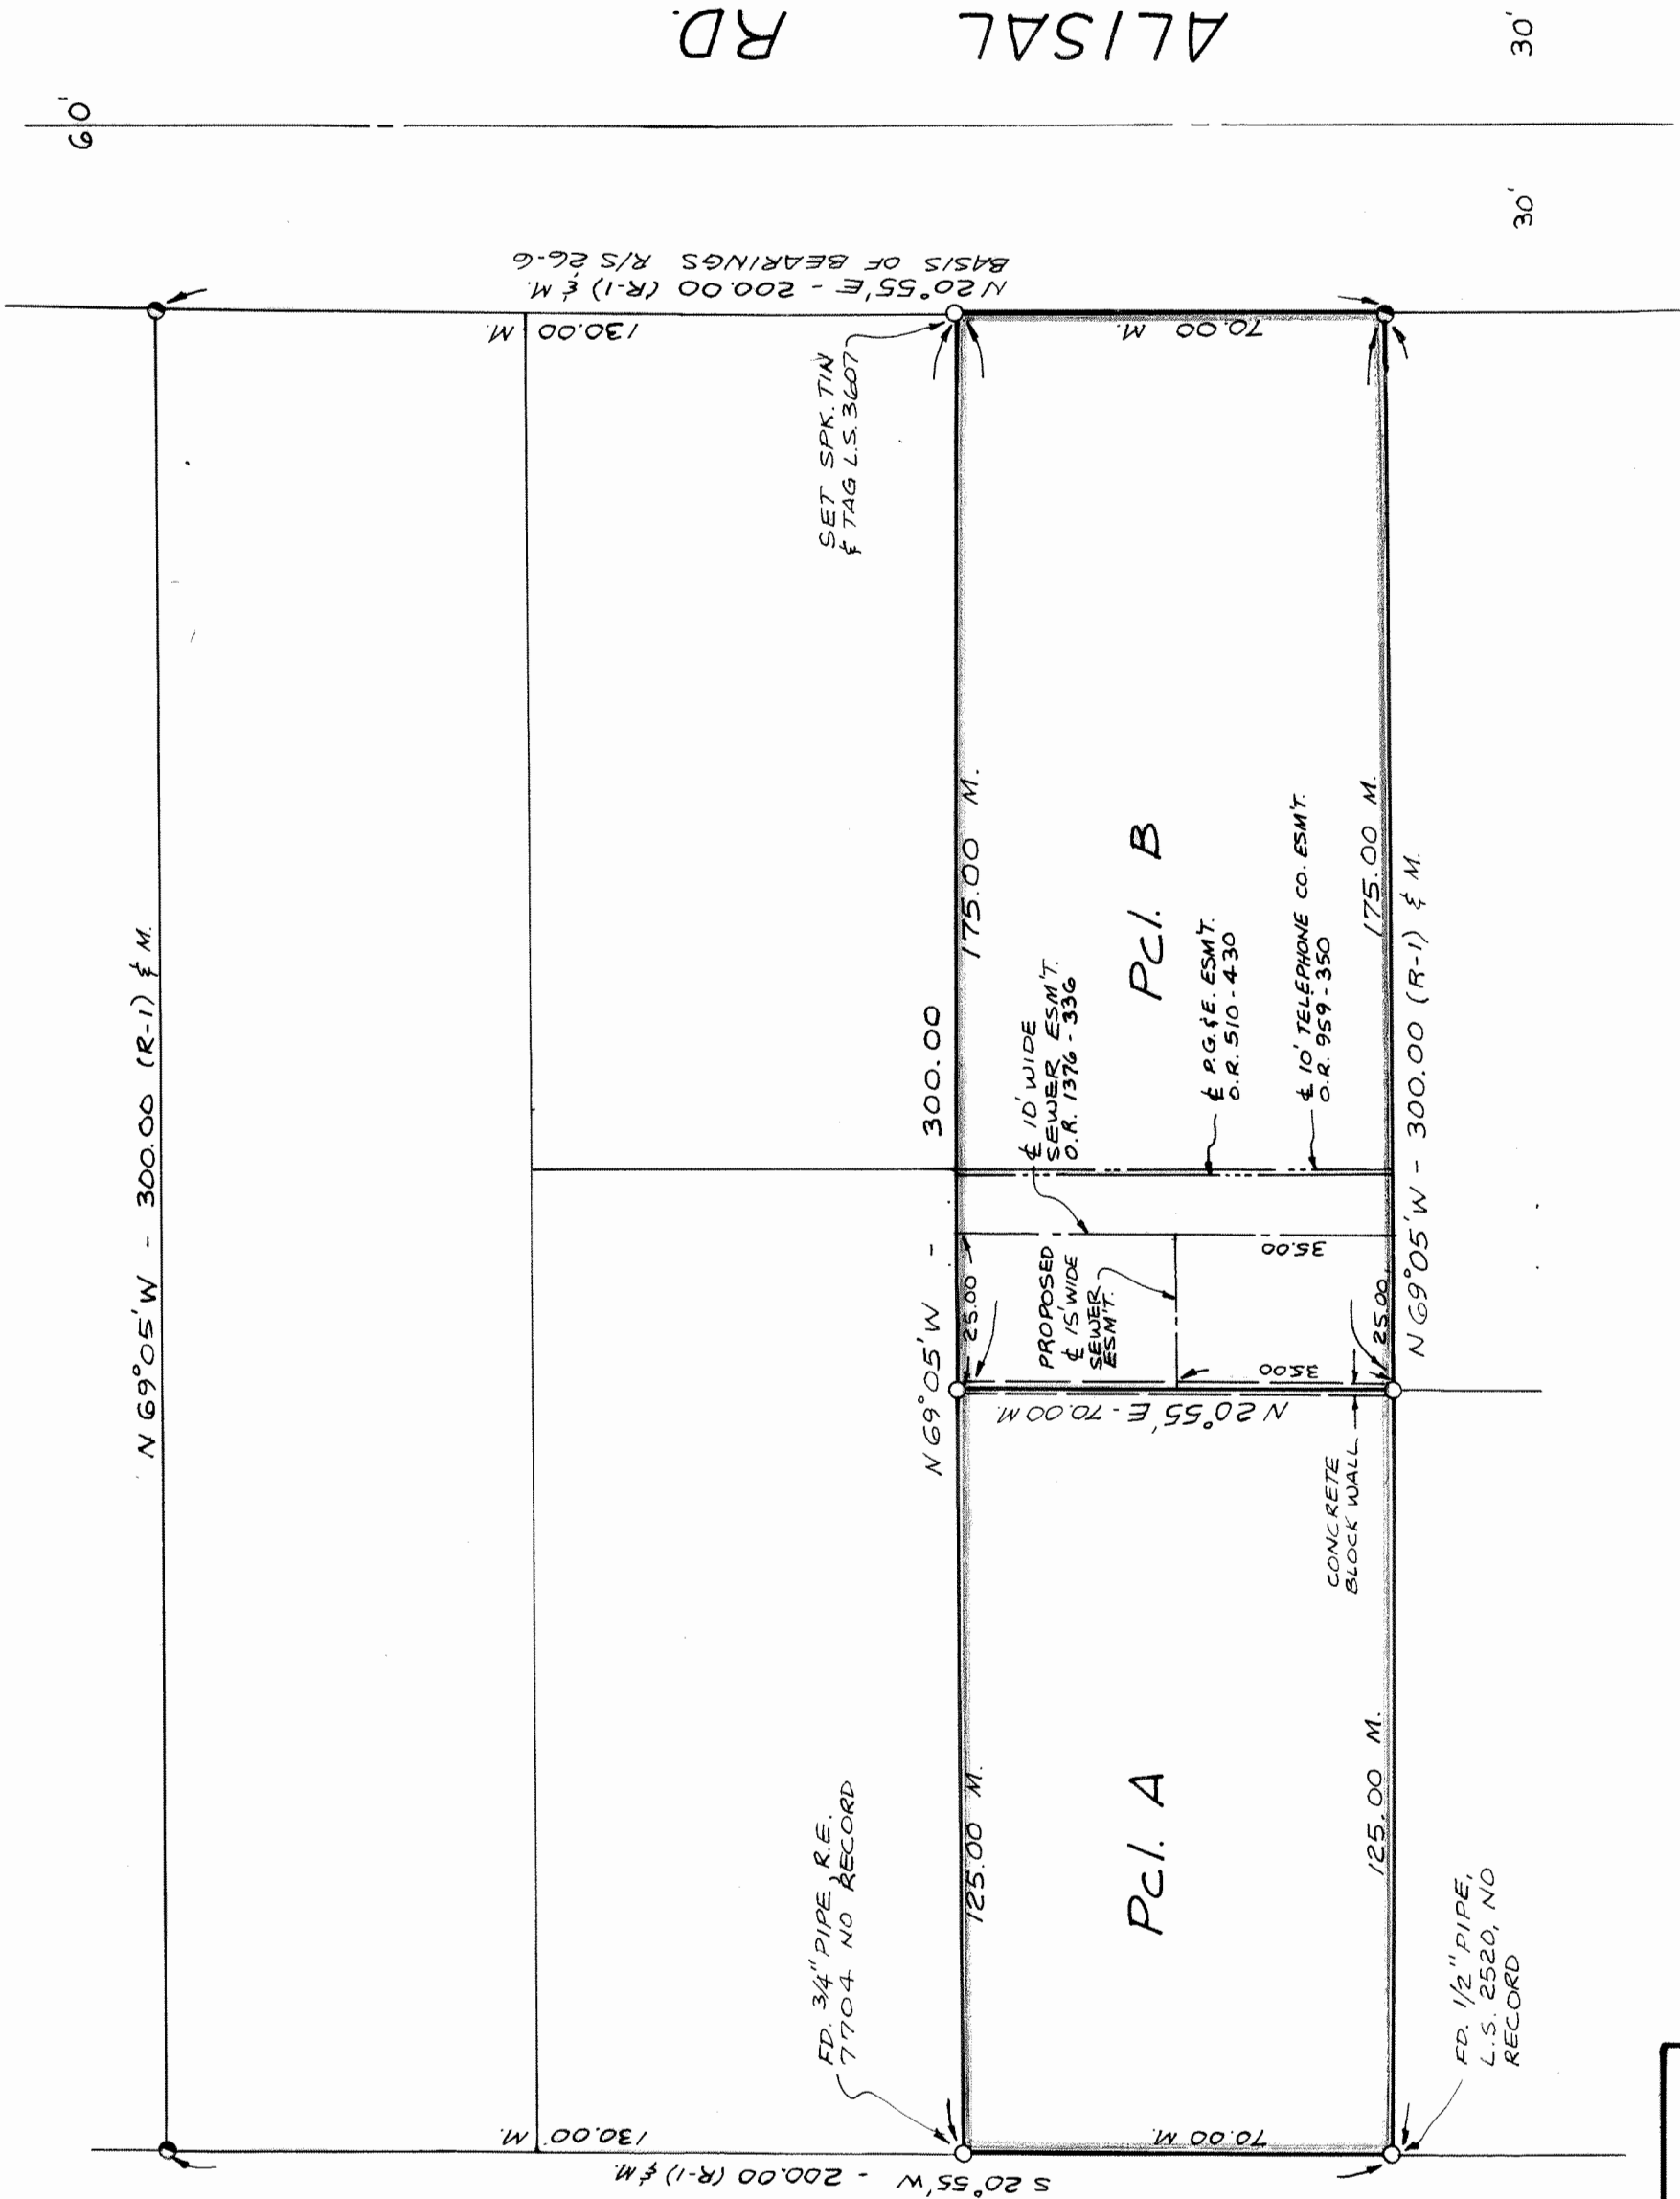 ALISAL RD.
60'
30'
30'
N 20°55'E - 200.00 (R-1) & M.
BASIS OF BEARINGS R/S 26-6
130.00 M.
70.00 M.
SET SPK. TIN
& TAG L.S. 3607
N 69°05'W - 300.00 (R-1) & M.
N 69°05'W - 300.00
175.00 M.
Pcl. B
℄ 10' WIDE
SEWER ESM'T.
O.R. 1376 - 336
℄ P.G.&E. ESM'T.
O.R. 510-430
℄ 10' TELEPHONE CO. ESM'T.
O.R. 959-350
175.00 M.
N 69°05'W - 300.00 (R-1) & M.
PROPOSED
℄ 15' WIDE
SEWER
ESM'T.
25.00
25.00
35.00
35.00
N 20°55'E - 70.00 M.
CONCRETE
BLOCK WALL
125.00 M.
Pcl. A
125.00 M.
FD. 3/4" PIPE, R.E.
7704 NO RECORD
FD. 1/2" PIPE,
L.S. 2520, NO
RECORD
130.00 M.
70.00 M.
S 20°55'W - 200.00 (R-1) & M.